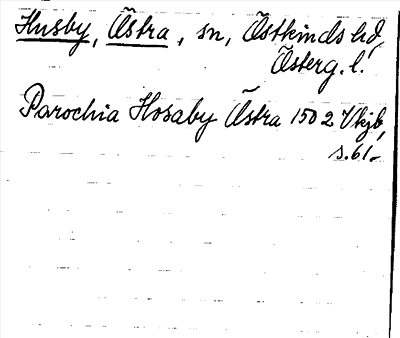 Husby, Östra, sn, Östkinds hd,
Österg. l.
Parochia Hosaby Östra 1502 Vkjb,
s. 61.